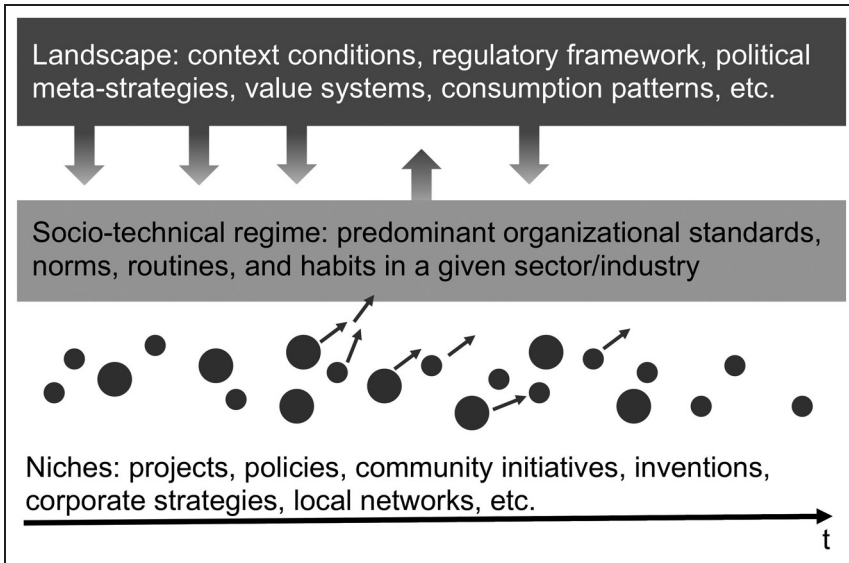 Landscape: context conditions, regulatory framework, political
meta-strategies, value systems, consumption patterns, etc.
Socio-technical regime: predominant organizational standards,
norms, routines, and habits in a given sector/industry
Niches: projects, policies, community initiatives, inventions,
corporate strategies, local networks, etc.
t